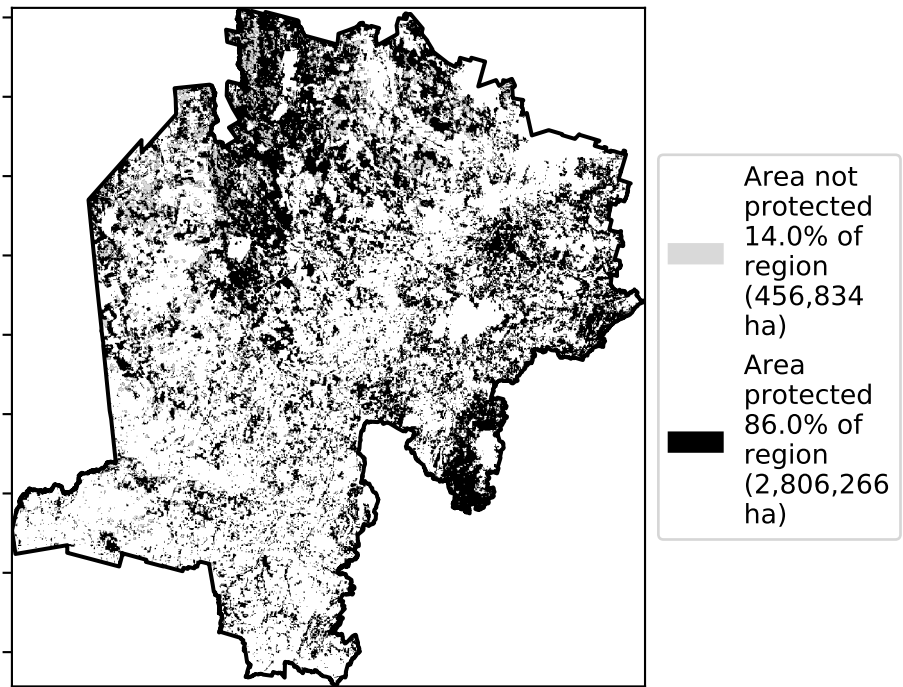 Area not
protected
14.0% of
region
(456,834
ha)
Area
protected
86.0% of
region
(2,806,266
ha)